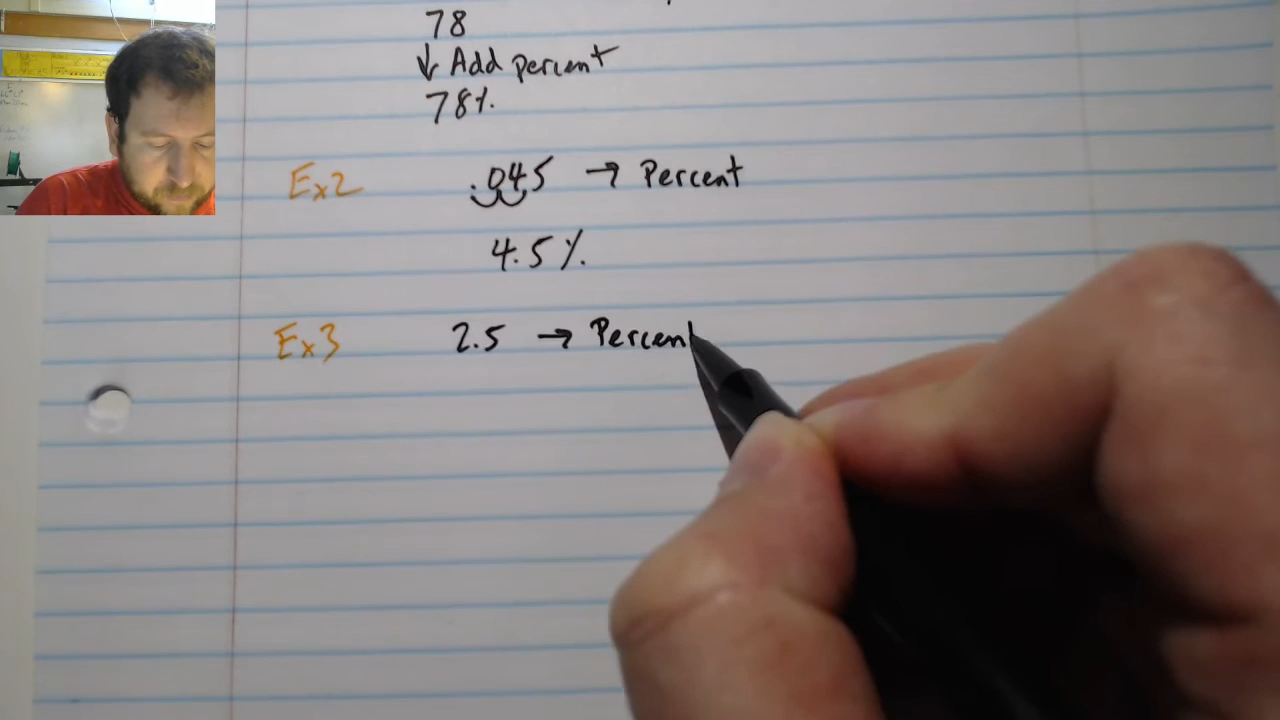 78
↓ Add percent
78%
Ex2 .045 → Percent
4.5%
Ex3 2.5 → Percent